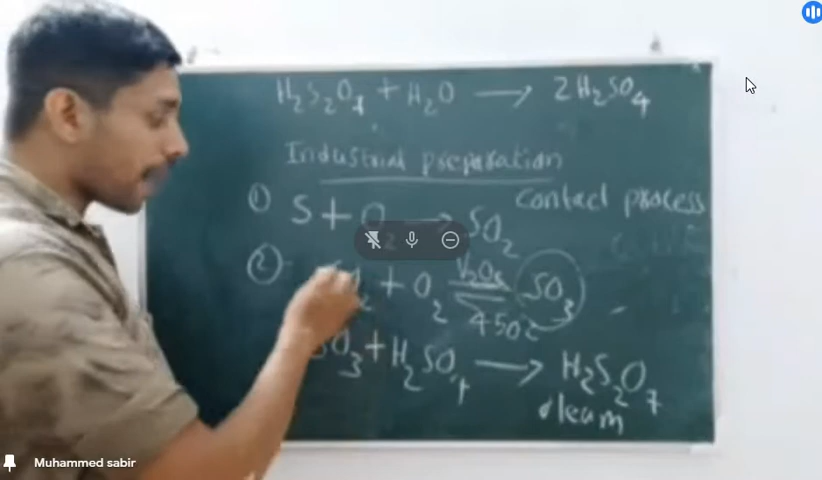 H₂S₂O₇ + H₂O → 2H₂SO₄
Industrial preparation
Contact process
① S + O₂ → SO₂
② + O₂ V₂O₅ SO₃
450
SO₃ + H₂SO₄ → H₂S₂O₇
oleam
Muhammed sabir